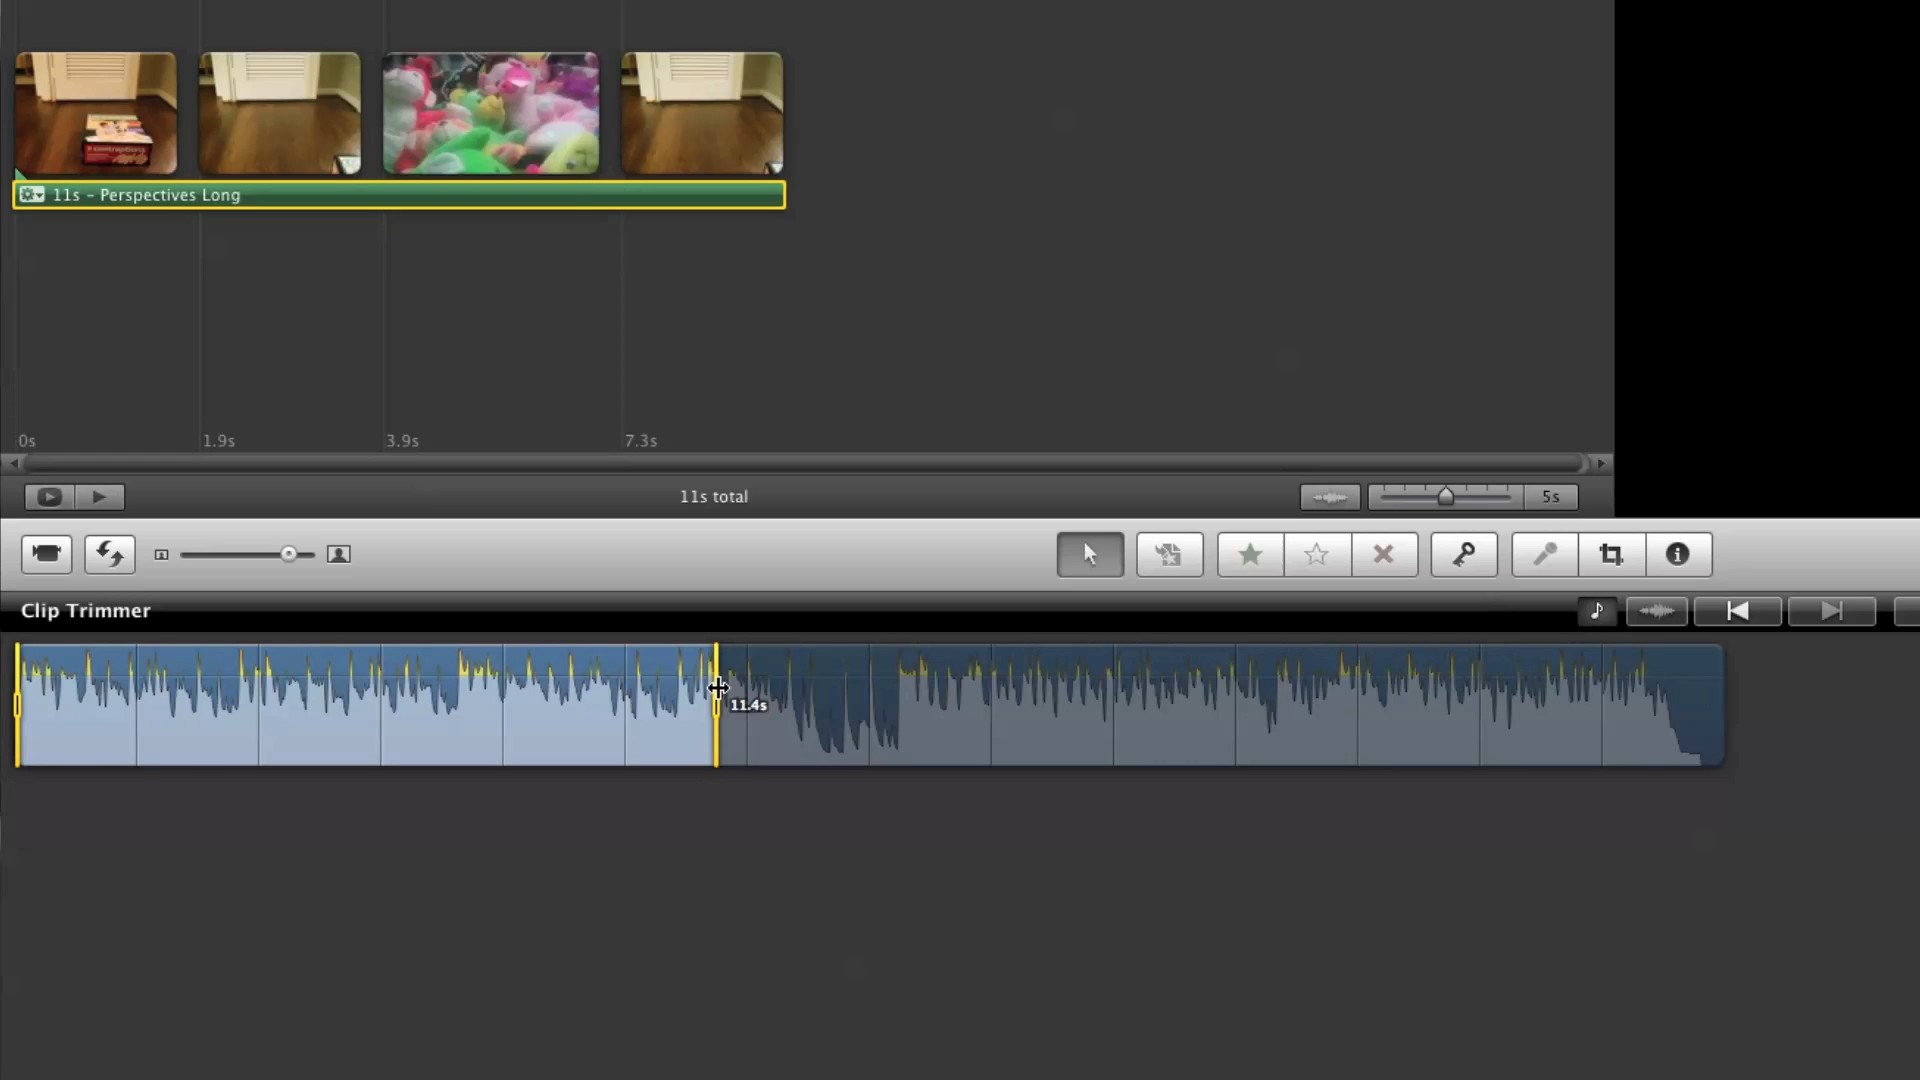 11s – Perspectives Long
0s
1.9s
3.9s
7.3s
11s total
5s
Clip Trimmer
11.4s